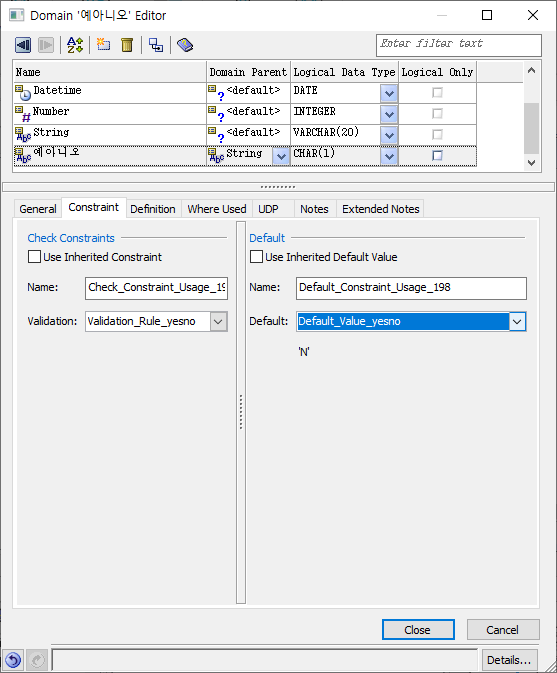 Domain '예아니오' Editor
Enter filter text
Name Domain Parent Logical Data Type Logical Only
Datetime <default> DATE
Number <default> INTEGER
String <default> VARCHAR(20)
예아니오 String CHAR(1)
General Constraint Definition Where Used UDP Notes Extended Notes
Check Constraints
Use Inherited Constraint
Name: Check_Constraint_Usage_19
Validation: Validation_Rule_yesno
Default
Use Inherited Default Value
Name: Default_Constraint_Usage_198
Default: Default_Value_yesno
'N'
Close Cancel
Details...